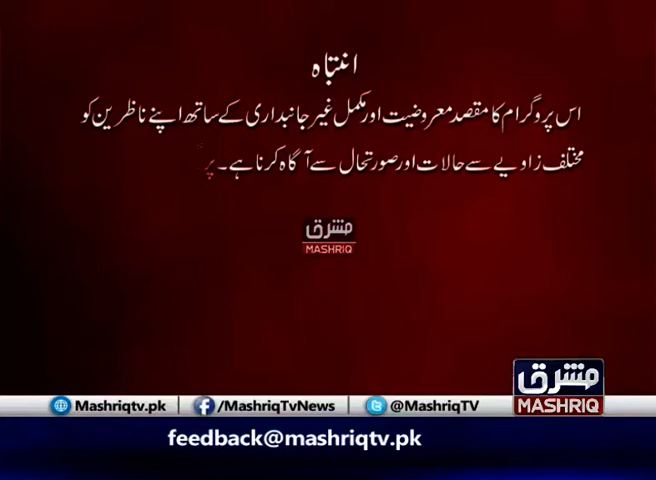 انتباہ
اس پروگرام کا مقصد معروضیت اور مکمل غیر جانبداری کے ساتھ اپنے ناظرین کو
مختلف زاویے سے حالات اور صورتحال سے آگاہ کرنا ہے۔ پر
مشرق
MASHRIQ
مشرق
MASHRIQ
Mashriqtv.pk
/MashriqTvNews
@MashriqTV
feedback@mashriqtv.pk